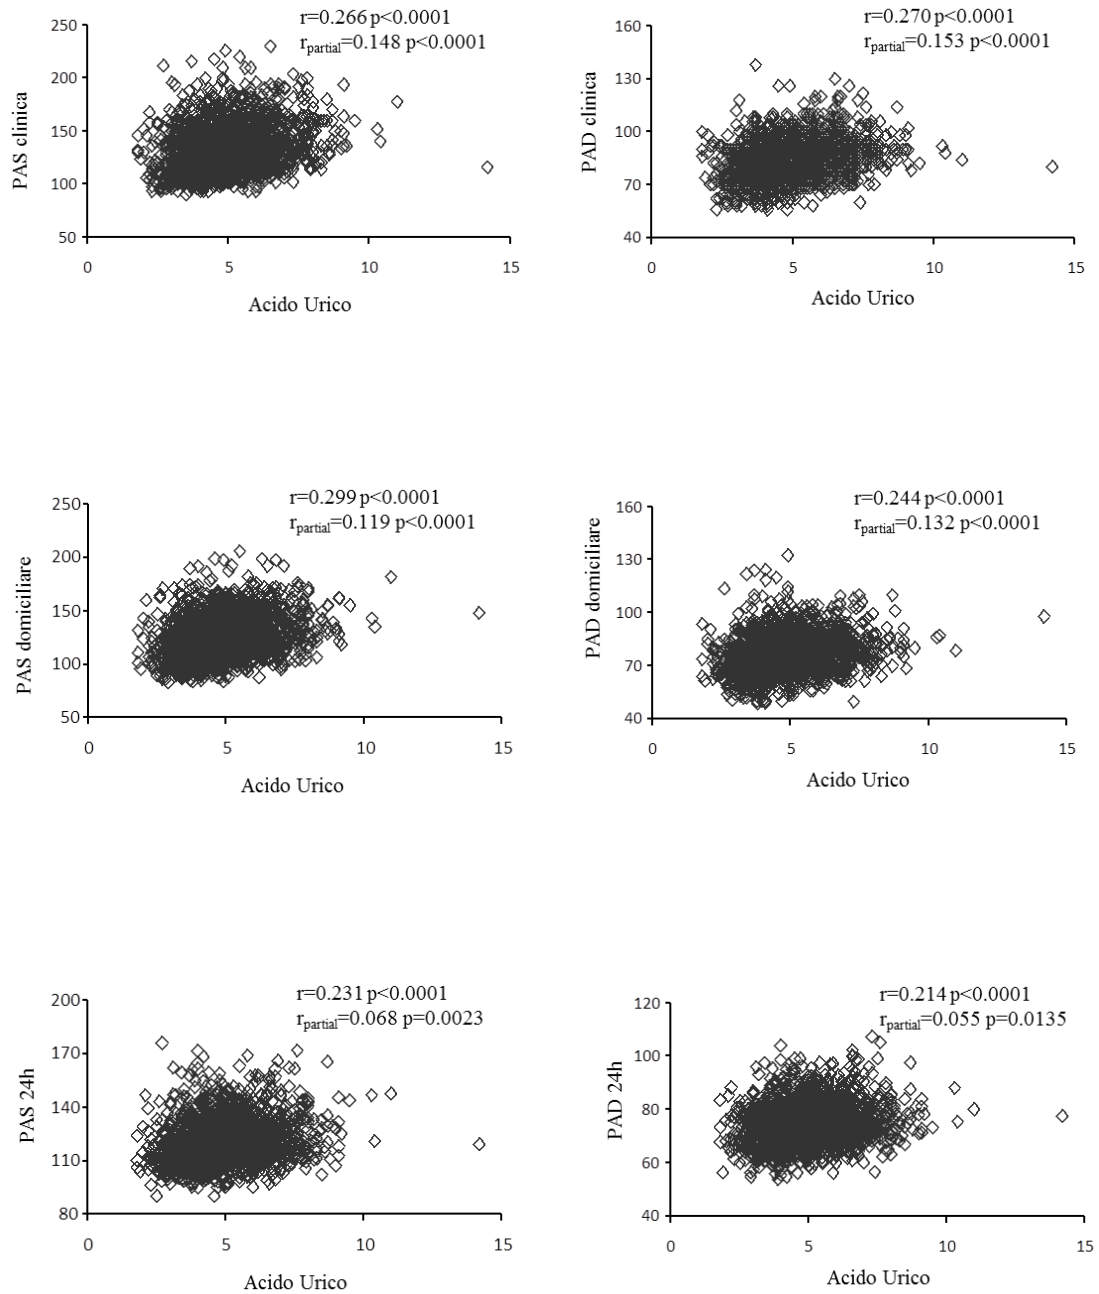 r=0.266 p<0.0001
rpartial=0.148 p<0.0001
250
200
150
100
50
PAS clinica
0 5 10 15
Acido Urico
r=0.270 p<0.0001
rpartial=0.153 p<0.0001
160
130
100
70
40
PAD clinica
0 5 10 15
Acido Urico
r=0.299 p<0.0001
rpartial=0.119 p<0.0001
250
200
150
100
50
PAS domiciliare
0 5 10 15
Acido Urico
r=0.244 p<0.0001
rpartial=0.132 p<0.0001
160
130
100
70
40
PAD domiciliare
0 5 10 15
Acido Urico
r=0.231 p<0.0001
rpartial=0.068 p=0.0023
200
170
140
110
80
PAS 24h
0 5 10 15
Acido Urico
r=0.214 p<0.0001
rpartial=0.055 p=0.0135
120
100
80
60
40
PAD 24h
0 5 10 15
Acido Urico